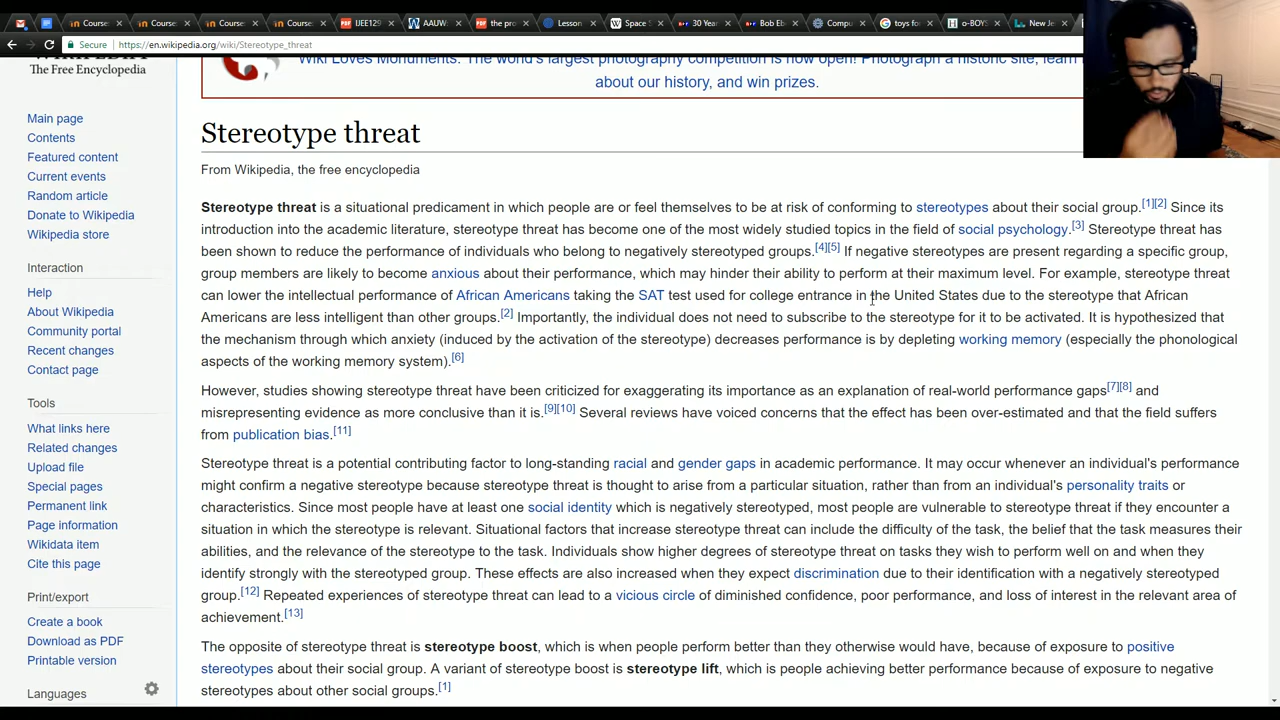 Course
Course
Course
Course
IJEE129
AAUW
the pro
Lesson
Space S
30 Year
Bob Eb
Compu
toys for
o-BOYS
New Je
Secure
https://en.wikipedia.org/wiki/Stereotype_threat
The Free Encyclopedia
Wiki Loves Monuments: The world's largest photography competition is now open! Photograph a historic site, learn
about our history, and win prizes.
Main page
Contents
Featured content
Current events
Random article
Donate to Wikipedia
Wikipedia store
Interaction
Help
About Wikipedia
Community portal
Recent changes
Contact page
Tools
What links here
Related changes
Upload file
Special pages
Permanent link
Page information
Wikidata item
Cite this page
Print/export
Create a book
Download as PDF
Printable version
Languages
Stereotype threat
From Wikipedia, the free encyclopedia
Stereotype threat is a situational predicament in which people are or feel themselves to be at risk of conforming to stereotypes about their social group.[1][2] Since its
introduction into the academic literature, stereotype threat has become one of the most widely studied topics in the field of social psychology.[3] Stereotype threat has
been shown to reduce the performance of individuals who belong to negatively stereotyped groups.[4][5] If negative stereotypes are present regarding a specific group,
group members are likely to become anxious about their performance, which may hinder their ability to perform at their maximum level. For example, stereotype threat
can lower the intellectual performance of African Americans taking the SAT test used for college entrance in the United States due to the stereotype that African
Americans are less intelligent than other groups.[2] Importantly, the individual does not need to subscribe to the stereotype for it to be activated. It is hypothesized that
the mechanism through which anxiety (induced by the activation of the stereotype) decreases performance is by depleting working memory (especially the phonological
aspects of the working memory system).[6]
However, studies showing stereotype threat have been criticized for exaggerating its importance as an explanation of real-world performance gaps[7][8] and
misrepresenting evidence as more conclusive than it is.[9][10] Several reviews have voiced concerns that the effect has been over-estimated and that the field suffers
from publication bias.[11]
Stereotype threat is a potential contributing factor to long-standing racial and gender gaps in academic performance. It may occur whenever an individual's performance
might confirm a negative stereotype because stereotype threat is thought to arise from a particular situation, rather than from an individual's personality traits or
characteristics. Since most people have at least one social identity which is negatively stereotyped, most people are vulnerable to stereotype threat if they encounter a
situation in which the stereotype is relevant. Situational factors that increase stereotype threat can include the difficulty of the task, the belief that the task measures their
abilities, and the relevance of the stereotype to the task. Individuals show higher degrees of stereotype threat on tasks they wish to perform well on and when they
identify strongly with the stereotyped group. These effects are also increased when they expect discrimination due to their identification with a negatively stereotyped
group.[12] Repeated experiences of stereotype threat can lead to a vicious circle of diminished confidence, poor performance, and loss of interest in the relevant area of
achievement.[13]
The opposite of stereotype threat is stereotype boost, which is when people perform better than they otherwise would have, because of exposure to positive
stereotypes about their social group. A variant of stereotype boost is stereotype lift, which is people achieving better performance because of exposure to negative
stereotypes about other social groups.[1]